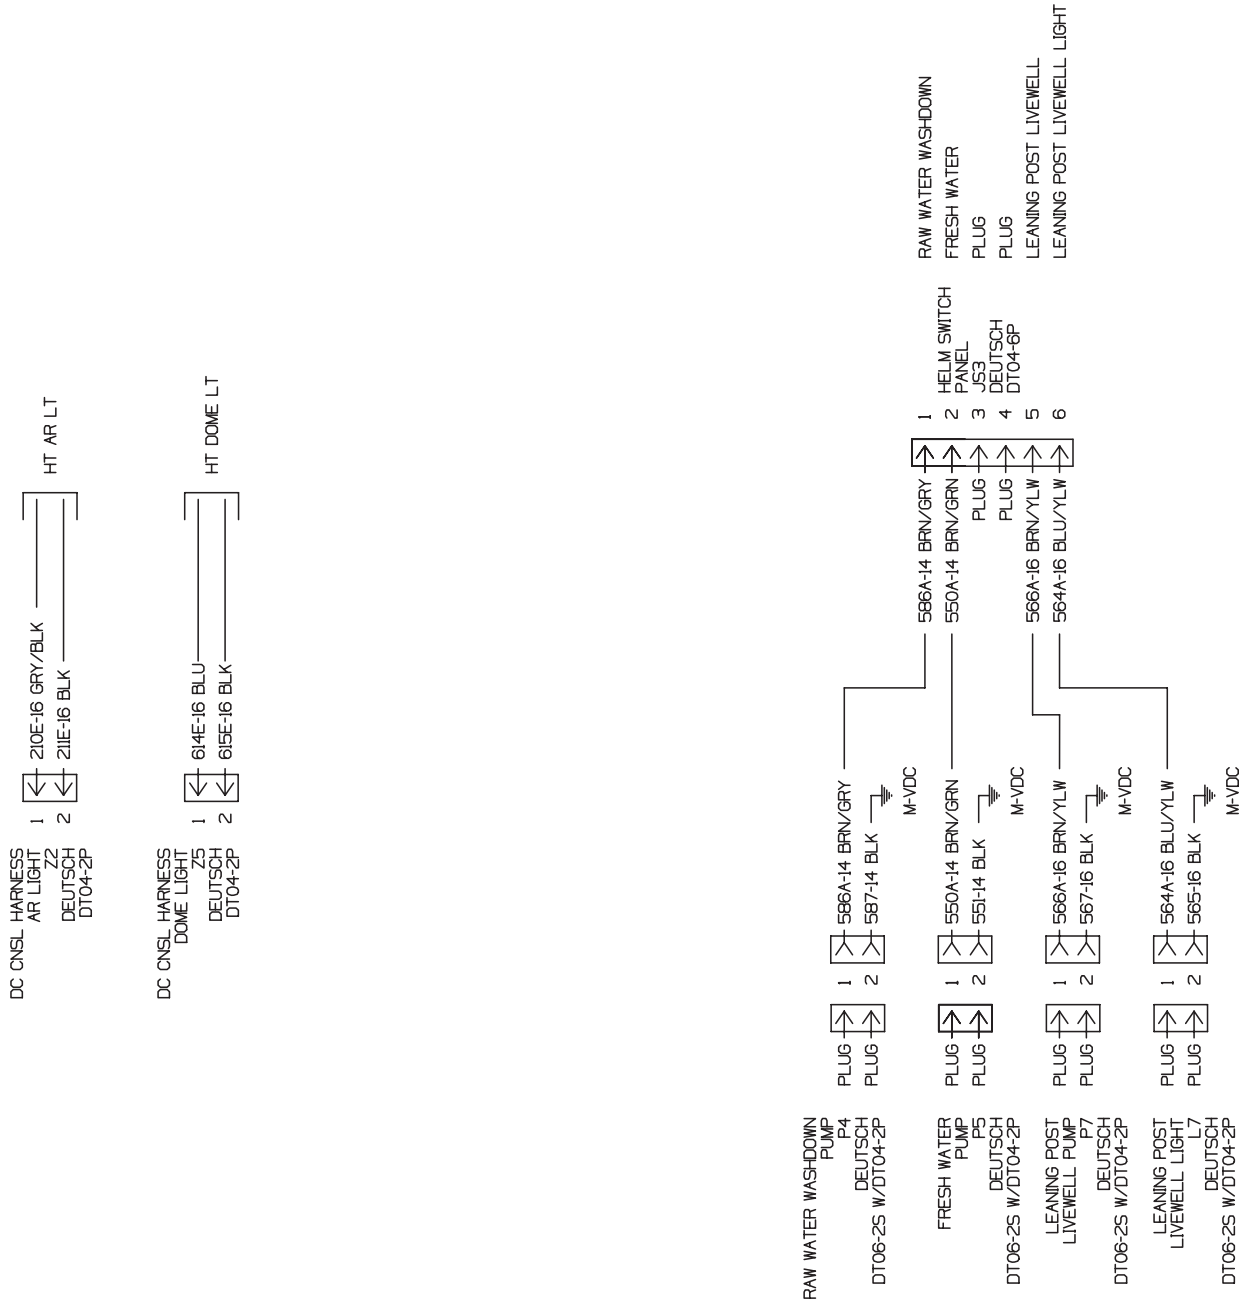 DC CNSL HARNESS
AR LIGHT
Z2
DEUTSCH
DT04-2P
1
2
210E-16 GRY/BLK
211E-16 BLK
HT AR LT
DC CNSL HARNESS
DOME LIGHT
Z5
DEUTSCH
DT04-2P
1
2
614E-16 BLU
615E-16 BLK
HT DOME LT
RAW WATER WASHDOWN
PUMP
P4
DEUTSCH
DT06-2S W/DT04-2P
PLUG
PLUG
1
2
586A-14 BRN/GRY
587-14 BLK
M-VDC
FRESH WATER
PUMP
P5
DEUTSCH
DT06-2S W/DT04-2P
PLUG
PLUG
1
2
550A-14 BRN/GRN
551-14 BLK
M-VDC
LEANING POST
LIVEWELL PUMP
P7
DEUTSCH
DT06-2S W/DT04-2P
PLUG
PLUG
1
2
566A-16 BRN/YLW
567-16 BLK
M-VDC
LEANING POST
LIVEWELL LIGHT
L7
DEUTSCH
DT06-2S W/DT04-2P
PLUG
PLUG
1
2
564A-16 BLU/YLW
565-16 BLK
M-VDC
586A-14 BRN/GRY
550A-14 BRN/GRN
PLUG
PLUG
566A-16 BRN/YLW
564A-16 BLU/YLW
1
2
3
4
5
6
HELM SWITCH
PANEL
JS3
DEUTSCH
DT04-6P
RAW WATER WASHDOWN
FRESH WATER
PLUG
PLUG
LEANING POST LIVEWELL
LEANING POST LIVEWELL LIGHT